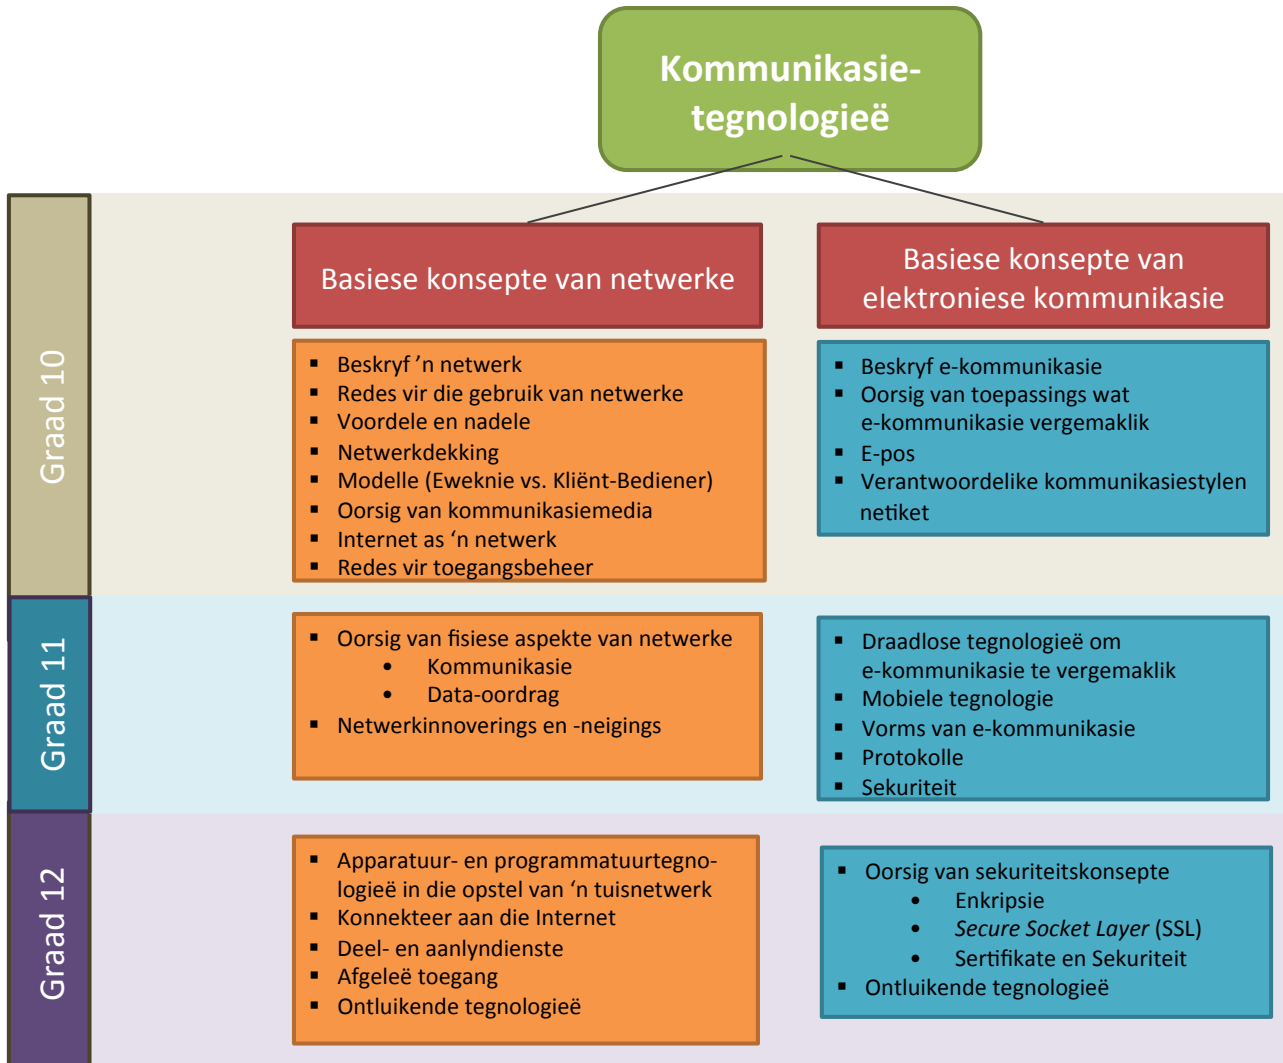 Kommunikasie-
tegnologieë
Graad 10
Basiese konsepte van netwerke
Basiese konsepte van
elektroniese kommunikasie
▪ Beskryf ’n netwerk
▪ Redes vir die gebruik van netwerke
▪ Voordele en nadele
▪ Netwerkdekking
▪ Modelle (Eweknie vs. Kliënt-Bediener)
▪ Oorsig van kommunikasiemedia
▪ Internet as ‘n netwerk
▪ Redes vir toegangsbeheer
▪ Beskryf e-kommunikasie
▪ Oorsig van toepassings wat
e-kommunikasie vergemaklik
▪ E-pos
▪ Verantwoordelike kommunikasiestylen
netiket
Graad 11
▪ Oorsig van fisiese aspekte van netwerke
• Kommunikasie
• Data-oordrag
▪ Netwerkinnoverings en -neigings
▪ Draadlose tegnologieë om
e-kommunikasie te vergemaklik
▪ Mobiele tegnologie
▪ Vorms van e-kommunikasie
▪ Protokolle
▪ Sekuriteit
Graad 12
▪ Apparatuur- en programmatuurtegno-
logieë in die opstel van ‘n tuisnetwerk
▪ Konnekteer aan die Internet
▪ Deel- en aanlyndienste
▪ Afgeleë toegang
▪ Ontluikende tegnologieë
▪ Oorsig van sekuriteitskonsepte
• Enkripsie
• Secure Socket Layer (SSL)
• Sertifikate en Sekuriteit
▪ Ontluikende tegnologieë